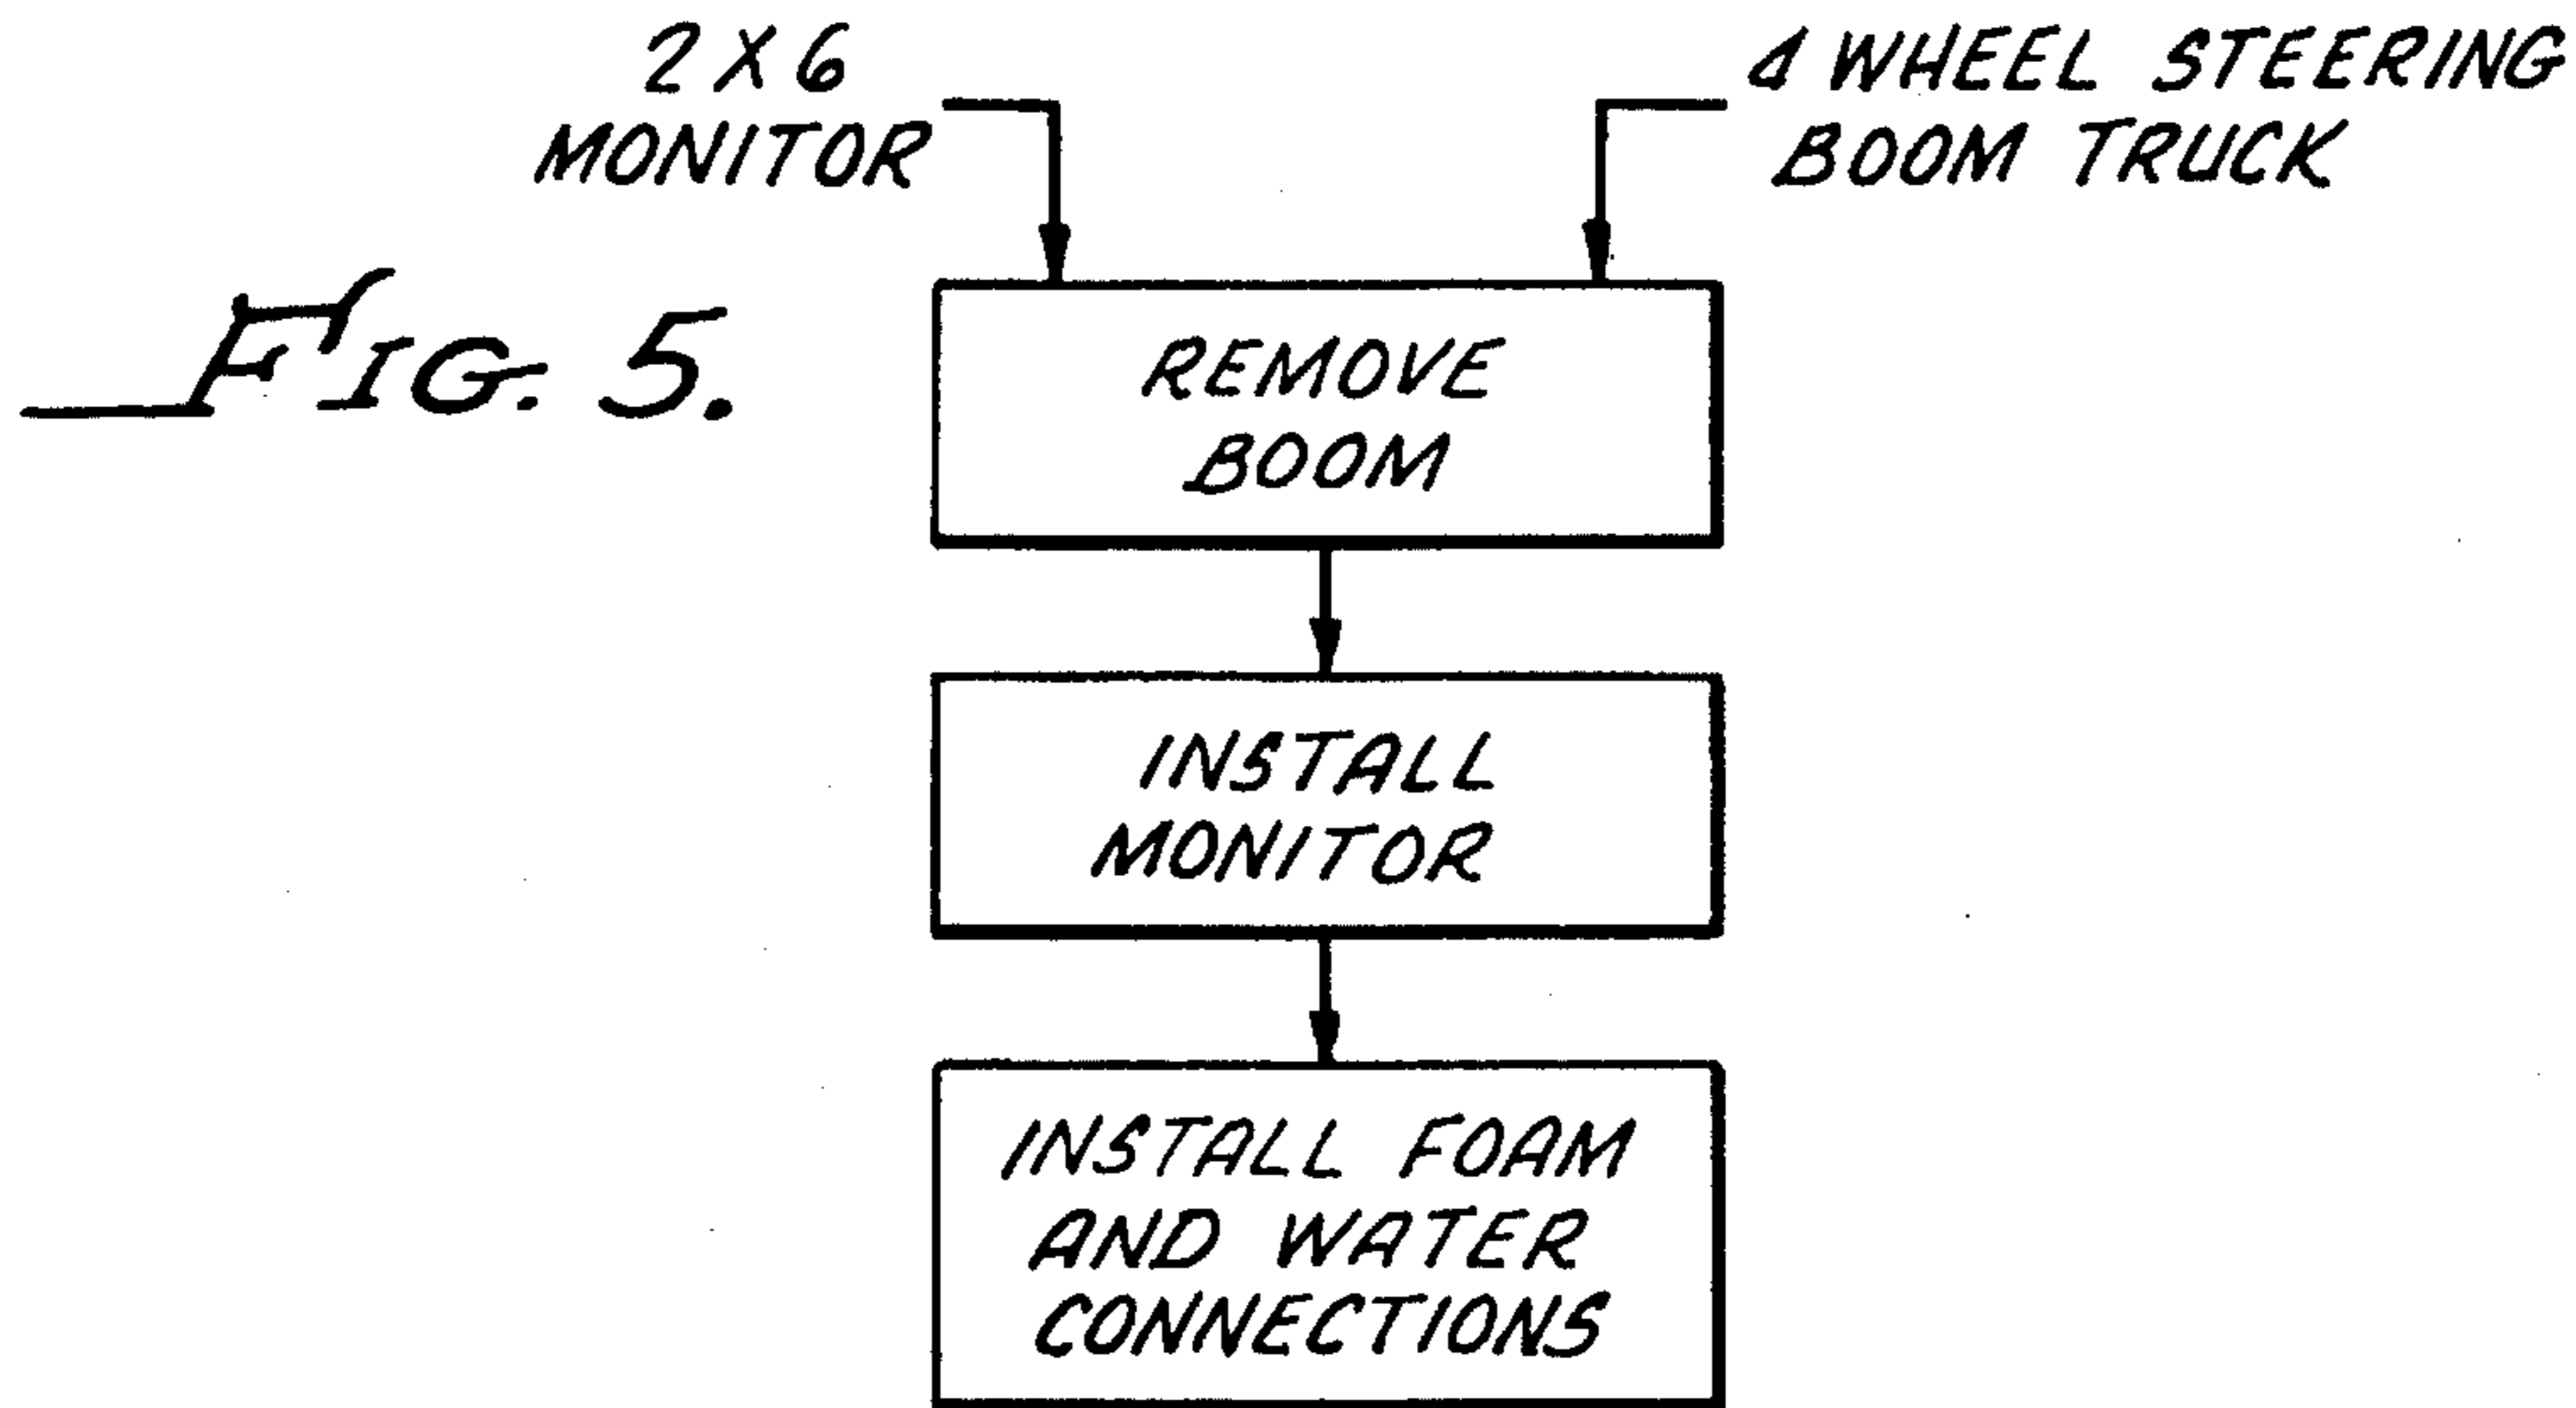 2 X 6
MONITOR
4 WHEEL STEERING
BOOM TRUCK
FIG. 5.
REMOVE
BOOM
INSTALL
MONITOR
INSTALL FOAM
AND WATER
CONNECTIONS